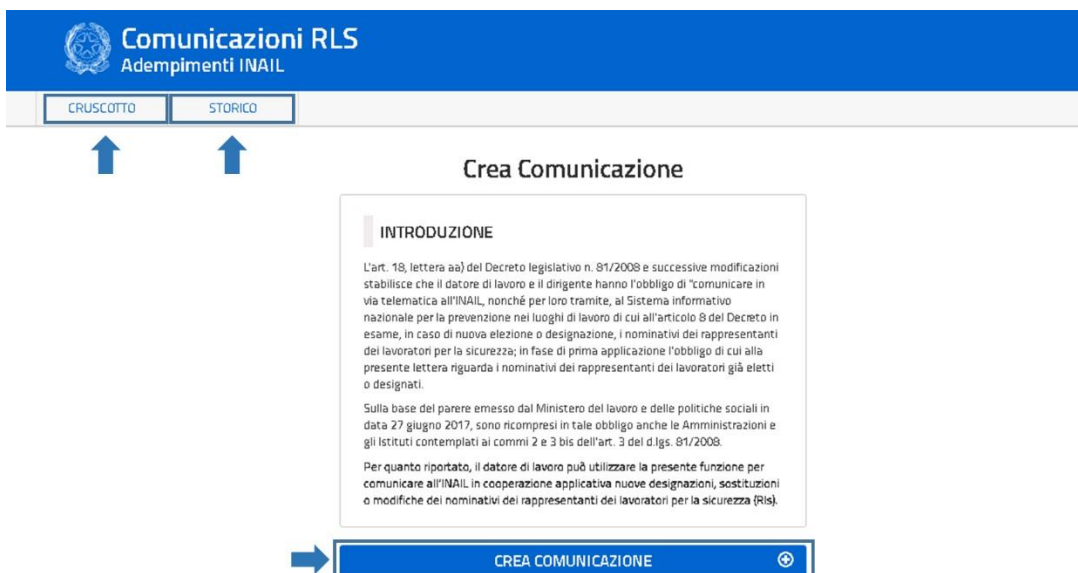 Comunicazioni RLS
Adempimenti INAIL
CRUSCOTTO STORICO
Crea Comunicazione
INTRODUZIONE
L'art. 18, lettera aa) del Decreto legislativo n. 81/2008 e successive modificazioni
stabilisce che il datore di lavoro e il dirigente hanno l'obbligo di "comunicare in
via telematica all'INAIL, nonché per loro tramite, al Sistema informativo
nazionale per la prevenzione nei luoghi di lavoro di cui all'articolo 8 del Decreto in
esame, in caso di nuova elezione o designazione, i nominativi dei rappresentanti
dei lavoratori per la sicurezza; in fase di prima applicazione l'obbligo di cui alla
presente lettera riguarda i nominativi dei rappresentanti dei lavoratori già eletti
o designati.
Sulla base del parere emesso dal Ministero del lavoro e delle politiche sociali in
data 27 giugno 2017, sono ricompresi in tale obbligo anche le Amministrazioni e
gli Istituti contemplati ai commi 2 e 3 bis dell'art. 3 del d.lgs. 81/2008.
Per quanto riportato, il datore di lavoro può utilizzare la presente funzione per
comunicare all'INAIL in cooperazione applicativa nuove designazioni, sostituzioni
o modifiche dei nominativi dei rappresentanti dei lavoratori per la sicurezza (Rls).
CREA COMUNICAZIONE